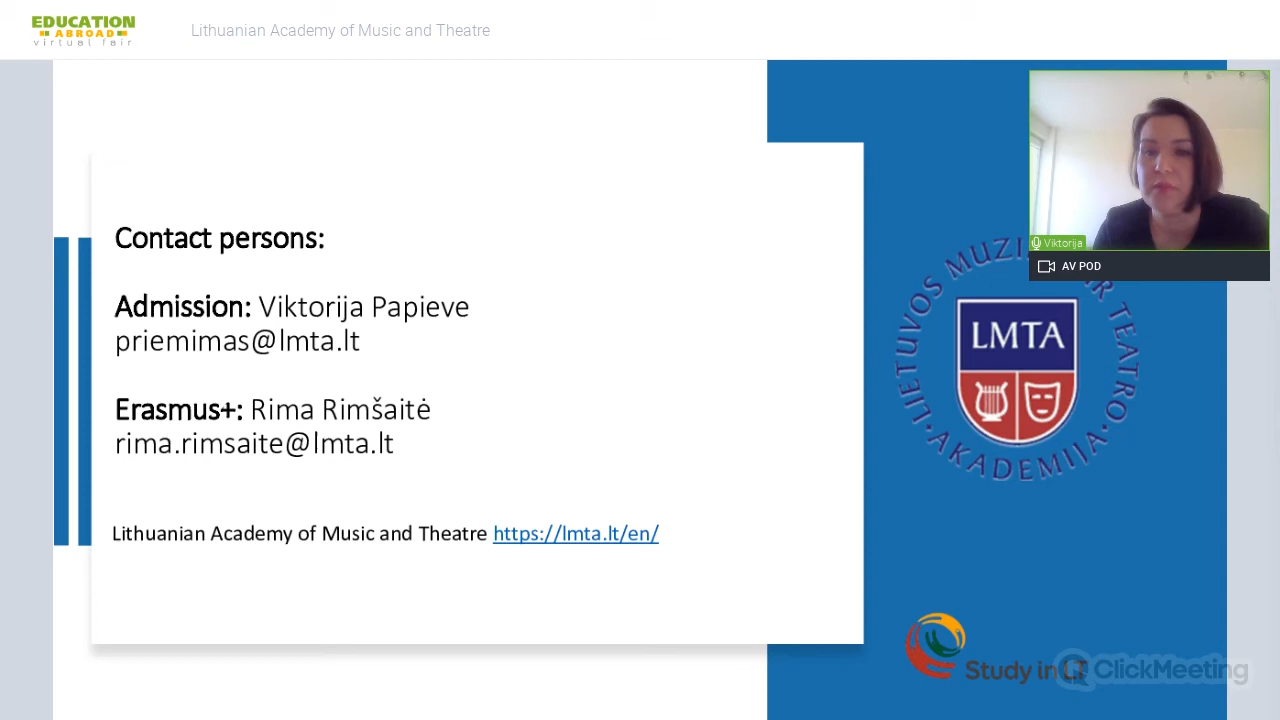 EDUCATION
ABROAD
virtual fair
Lithuanian Academy of Music and Theatre
Contact persons:
Admission: Viktorija Papieve
priemimas@lmta.lt
Erasmus+: Rima Rimšaitė
rima.rimsaite@lmta.lt
Lithuanian Academy of Music and Theatre https://lmta.lt/en/
Viktorija
AV POD
LIETUVOS MUZIKOS IR TEATRO AKADEMIJA
LMTA
Study in LT
ClickMeeting